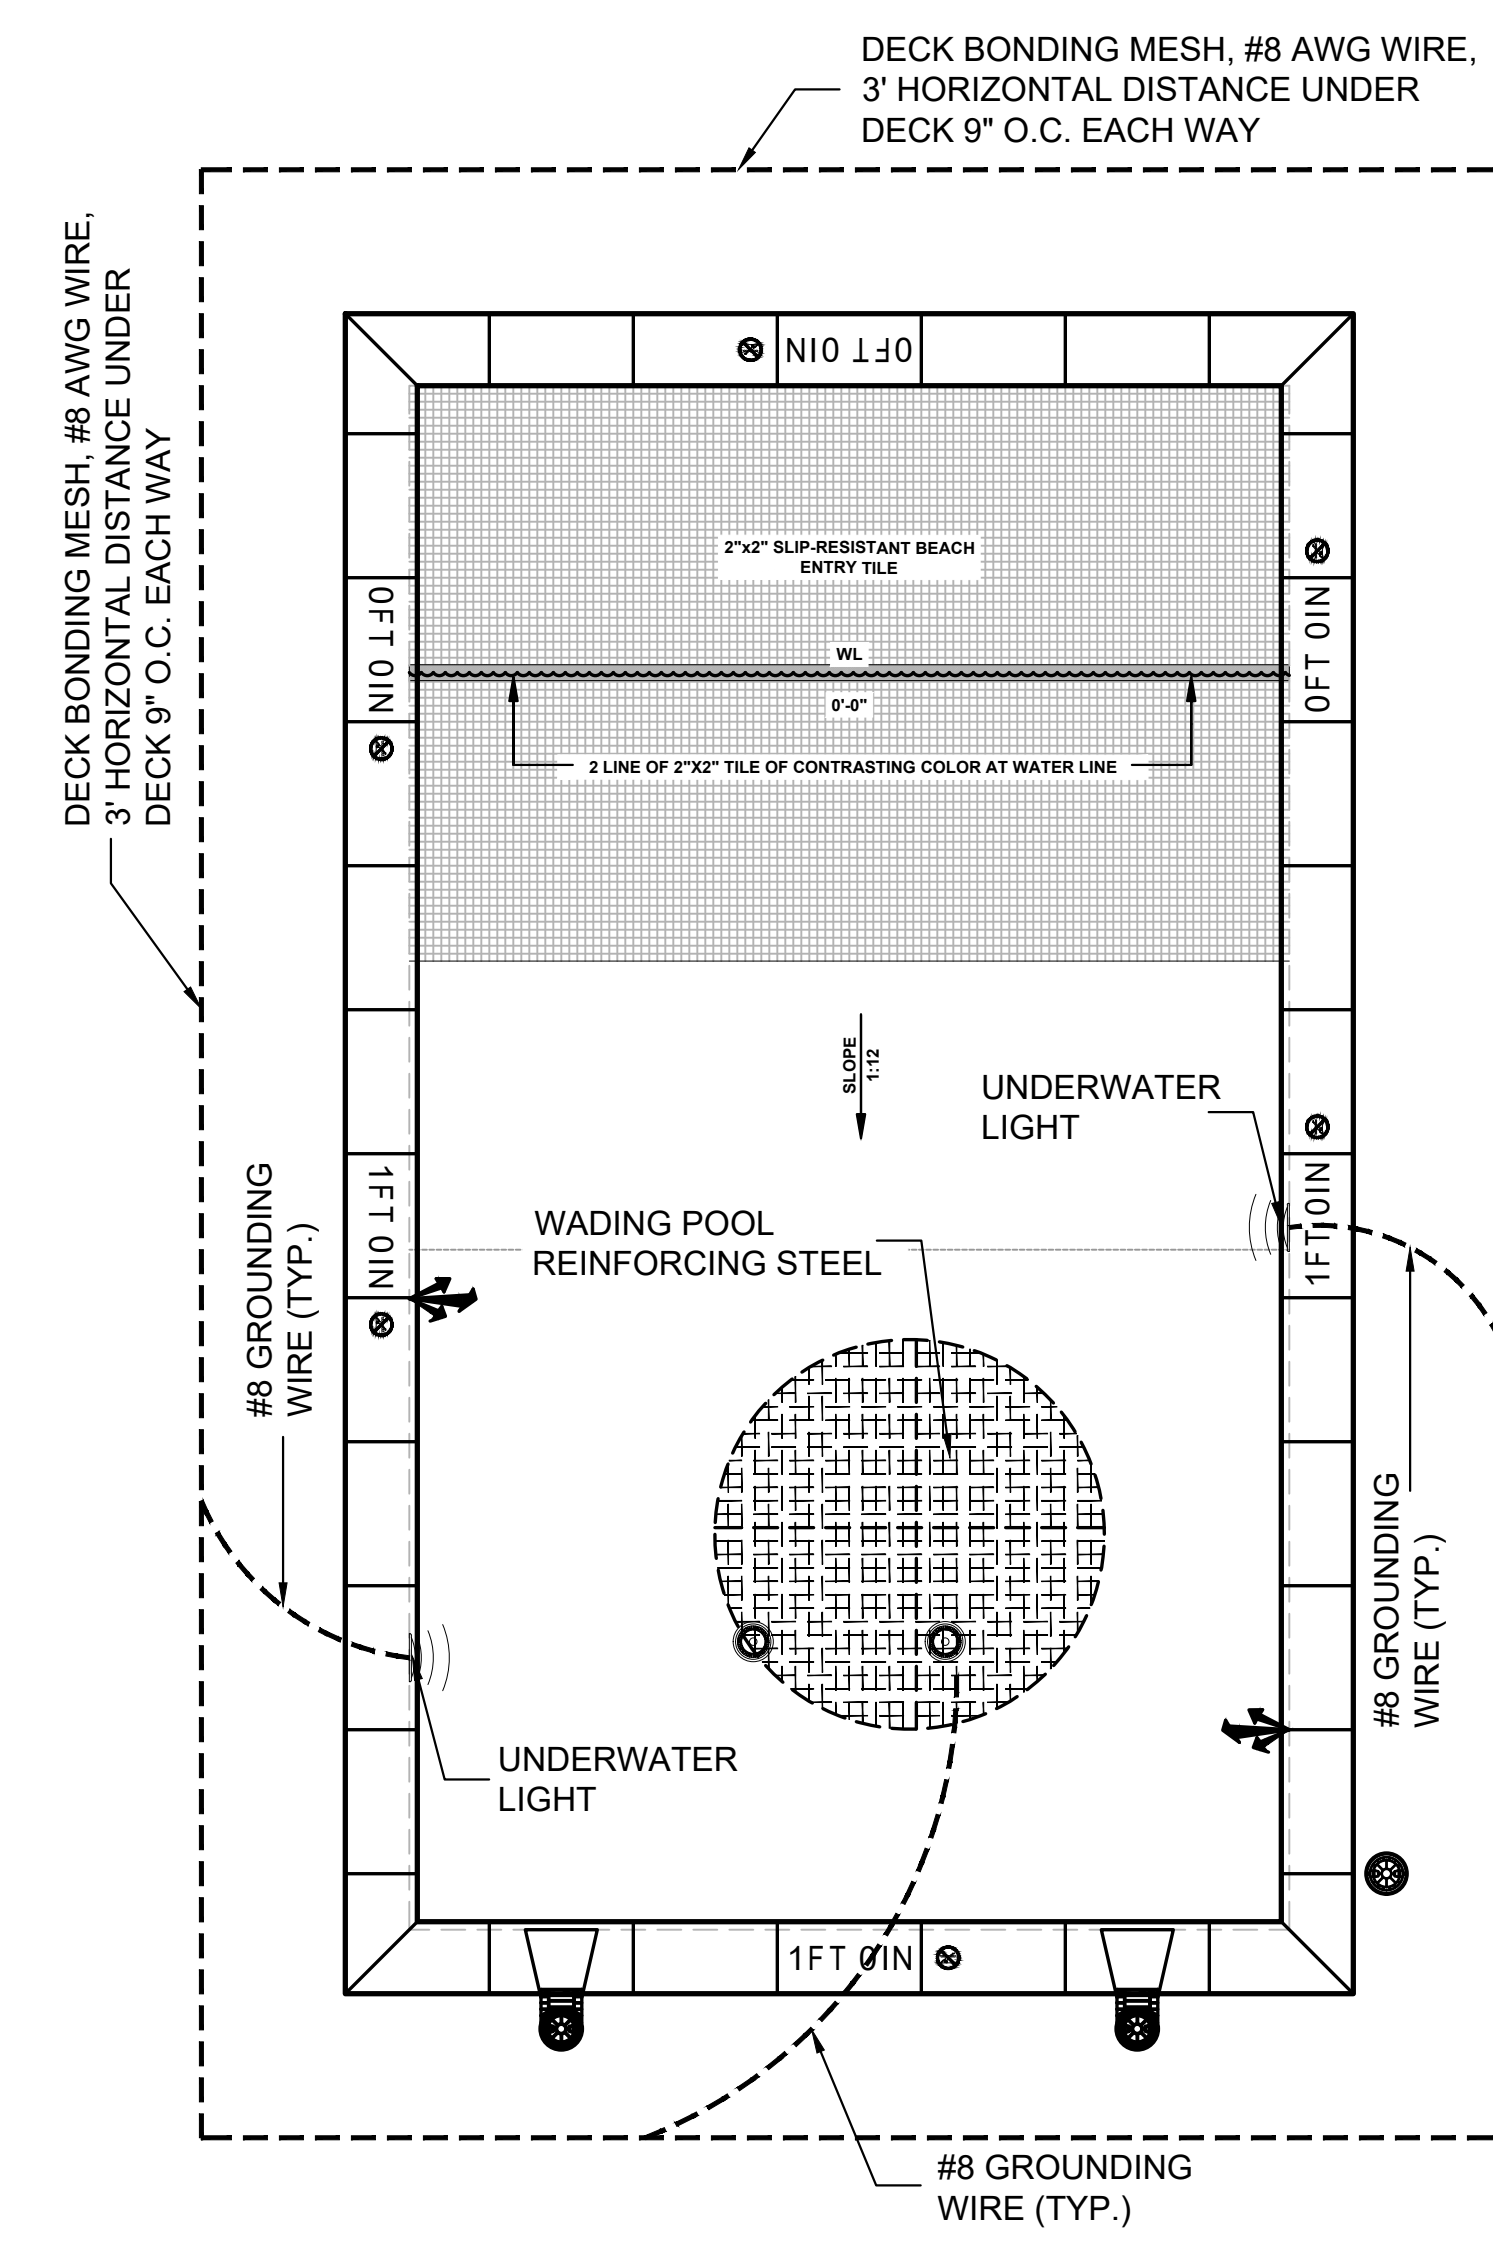 DECK BONDING MESH, #8 AWG WIRE,
3' HORIZONTAL DISTANCE UNDER
DECK 9" O.C. EACH WAY
DECK BONDING MESH, #8 AWG WIRE,
3' HORIZONTAL DISTANCE UNDER
DECK 9" O.C. EACH WAY
0FT 0IN
2"x2" SLIP-RESISTANT BEACH
ENTRY TILE
0FT 0IN
0FT 0IN
WL
0'-0"
2 LINE OF 2"X2" TILE OF CONTRASTING COLOR AT WATER LINE
SLOPE
1:12
UNDERWATER
LIGHT
#8 GROUNDING
WIRE (TYP.)
1FT 0IN
WADING POOL
REINFORCING STEEL
1FT 0IN
#8 GROUNDING
WIRE (TYP.)
UNDERWATER
LIGHT
1FT 0IN
#8 GROUNDING
WIRE (TYP.)